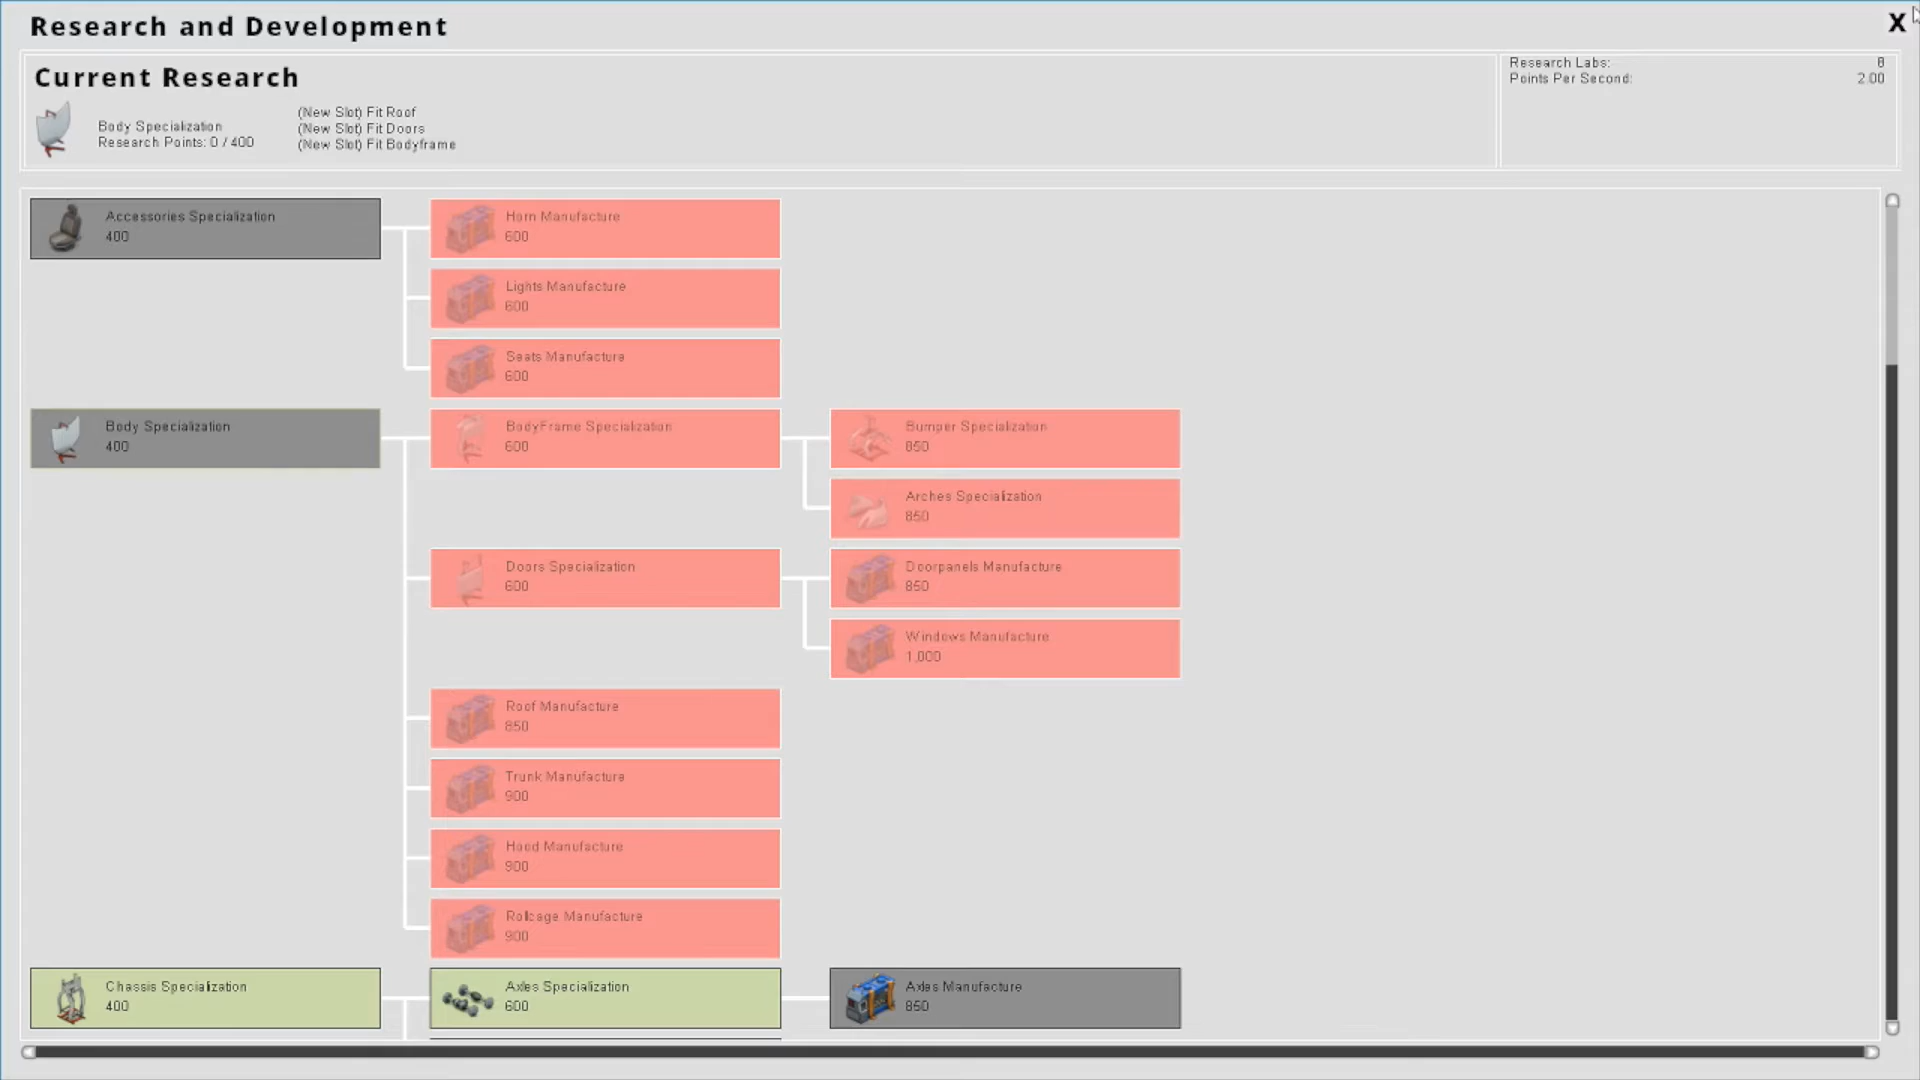 Research and Development
X
Current Research
Body Specialization
Research Points: 0 / 400
(New Slot) Fit Roof
(New Slot) Fit Doors
(New Slot) Fit Bodyframe
Research Labs: 8
Points Per Second: 2.00
Accessories Specialization
400
Horn Manufacture
600
Lights Manufacture
600
Seats Manufacture
600
Body Specialization
400
BodyFrame Specialization
600
Bumper Specialization
850
Arches Specialization
850
Doors Specialization
600
Doorpanels Manufacture
850
Windows Manufacture
1,000
Roof Manufacture
850
Trunk Manufacture
900
Hood Manufacture
900
Rollcage Manufacture
900
Chassis Specialization
400
Axles Specialization
600
Axles Manufacture
850